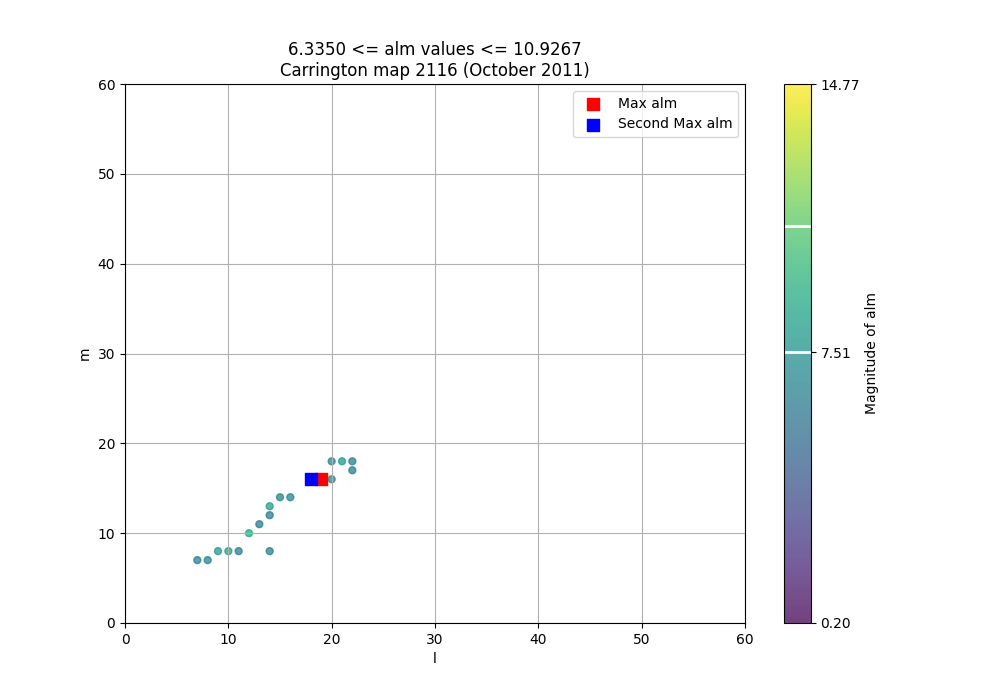 6.3350 <= alm values <= 10.9267
Carrington map 2116 (October 2011)
Max alm
Second Max alm
60
50
40
30
20
10
0
m
0 10 20 30 40 50 60
l
14.77
7.51
0.20
Magnitude of alm